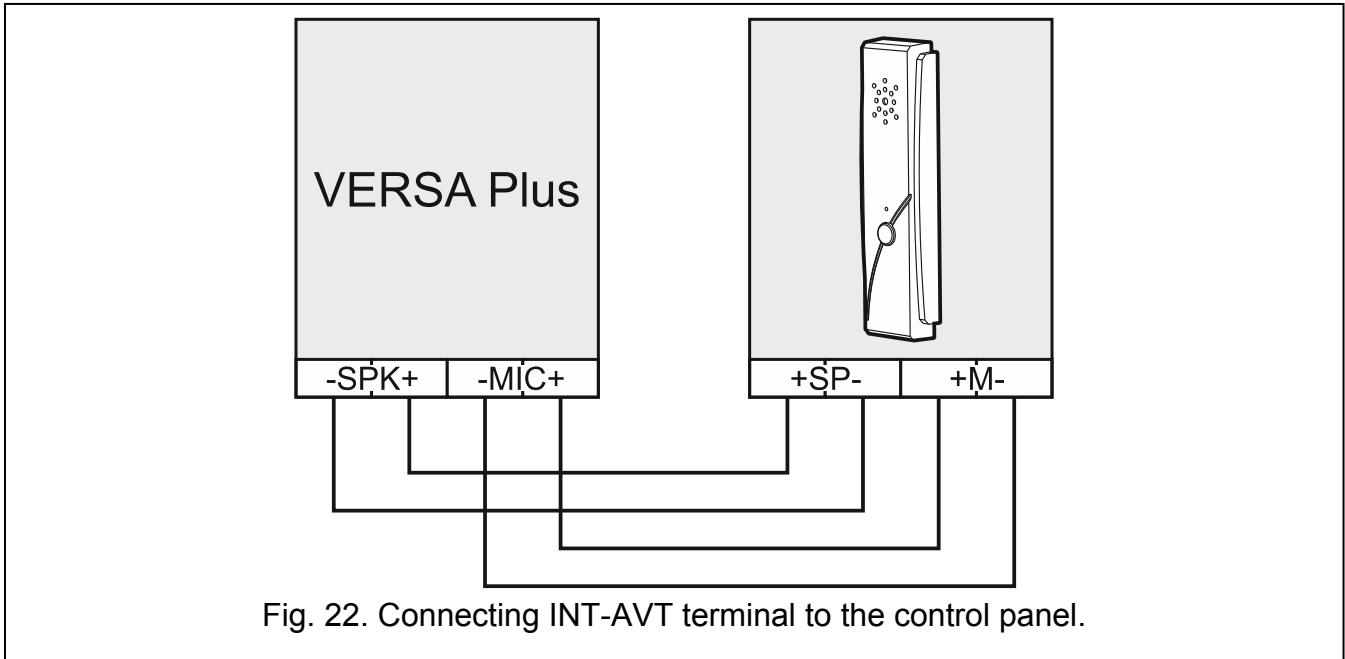 VERSA Plus
-SPK+ -MIC+ +SP- +M-
Fig. 22. Connecting INT-AVT terminal to the control panel.